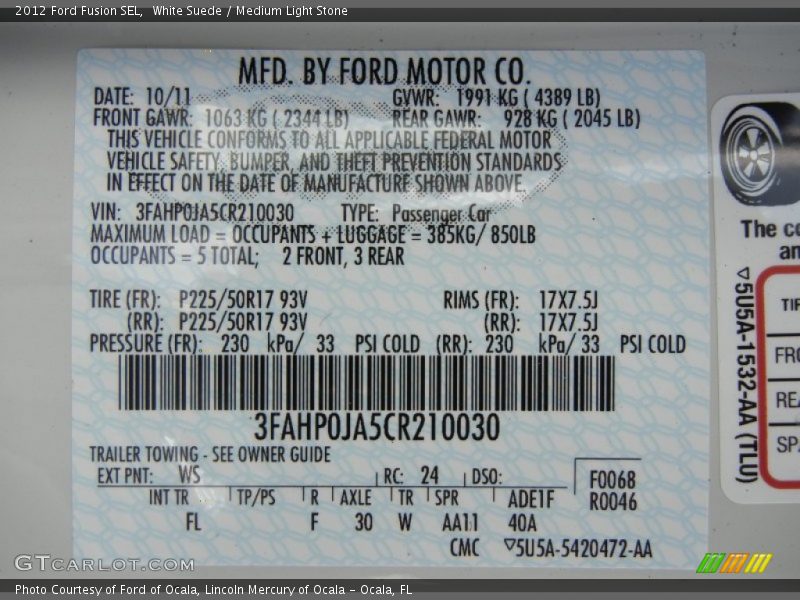 2012 Ford Fusion SEL, White Suede / Medium Light Stone
MFD. BY FORD MOTOR CO.
DATE: 10/11 GVWR: 1991 KG ( 4389 LB)
FRONT GAWR: 1063 KG ( 2344 LB) REAR GAWR: 928 KG ( 2045 LB)
THIS VEHICLE CONFORMS TO ALL APPLICABLE FEDERAL MOTOR
VEHICLE SAFETY, BUMPER, AND THEFT PREVENTION STANDARDS
IN EFFECT ON THE DATE OF MANUFACTURE SHOWN ABOVE.
VIN: 3FAHP0JA5CR210030 TYPE: Passenger Car
MAXIMUM LOAD = OCCUPANTS + LUGGAGE = 385KG/ 850LB
OCCUPANTS = 5 TOTAL; 2 FRONT, 3 REAR
TIRE (FR): P225/50R17 93V RIMS (FR): 17X7.5J
(RR): P225/50R17 93V (RR): 17X7.5J
PRESSURE (FR): 230 kPa/ 33 PSI COLD (RR): 230 kPa/ 33 PSI COLD
3FAHP0JA5CR210030
TRAILER TOWING - SEE OWNER GUIDE
EXT PNT: WS RC: 24 DSO: F0068
R0046
INT TR TP/PS R AXLE TR SPR ADE1F
FL F 30 W AA11 40A
CMC ▽5U5A-5420472-AA
The co
an
▽5U5A-1532-AA (TLU)
TIF
FRO
REA
SPA
GTCARLOT.COM
Photo Courtesy of Ford of Ocala, Lincoln Mercury of Ocala – Ocala, FL